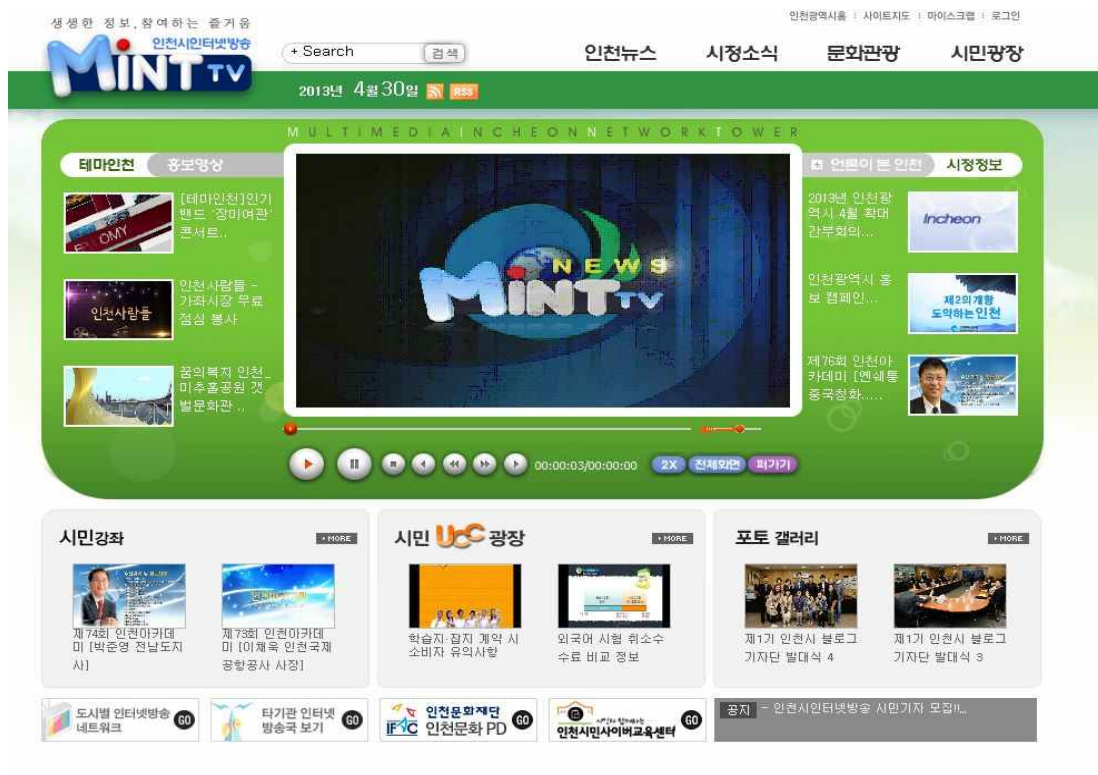 생생한 정보, 참여하는 즐거움
인천시인터넷방송
MiNT TV
+ Search 검색
인천광역시홈 사이트지도 마이스크랩 로그인
인천뉴스 시정소식 문화관광 시민광장
2013년 4월30일 RSS
MULTIMEDIAINCHEONNETWORKTOWER
테마인천 홍보영상
[테마인천]인기
밴드 '장미여관'
콘서트..
인천사람들
인천사람들 -
가좌시장 무료
점심 봉사
꿈의복지 인천_
미추홀공원 갯
벌문화관 ..
NEWS
MiNT TV
언론이 본 인천 시정정보
2013년 인천광
역시 4월 확대
간부회의...
Incheon
인천광역시 홍
보 캠페인...
제2의개항
도약하는인천
제76회 인천아
카데미 [옌쉐통
중국칭화.....
00:00:03/00:00:00 2X 전체화면 퍼가기
시민강좌 + MORE
제74회 인천아카데
미 [박준영 전남도지
사]
제73회 인천아카데
미 [이채욱 인천국제
공항공사 사장]
시민 UCC 광장 + MORE
학습지·잡지 계약 시
소비자 유의사항
외국어 시험 취소수
수료 비교 정보
포토 갤러리 + MORE
제1기 인천시 블로그
기자단 발대식 4
제1기 인천시 블로그
기자단 발대식 3
도시별 인터넷방송
네트워크 GO
타기관 인터넷
방송국 보기 GO
IFAC 인천문화재단
인천문화 PD GO
시민과 함께하는
인천시민사이버교육센터 GO
공지 - 인천시인터넷방송 시민기자 모집!!...